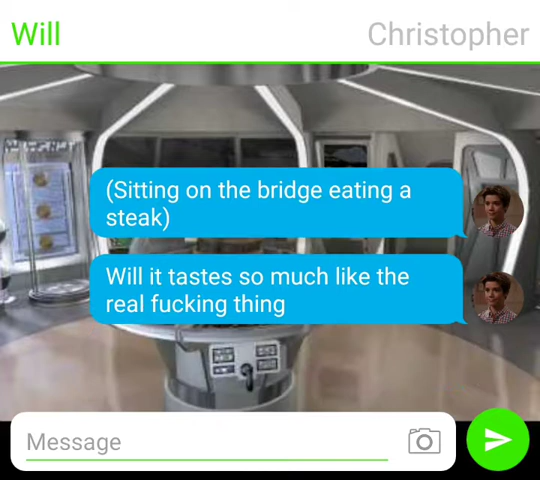 Will Christopher
(Sitting on the bridge eating a
steak)
Will it tastes so much like the
real fucking thing
Message